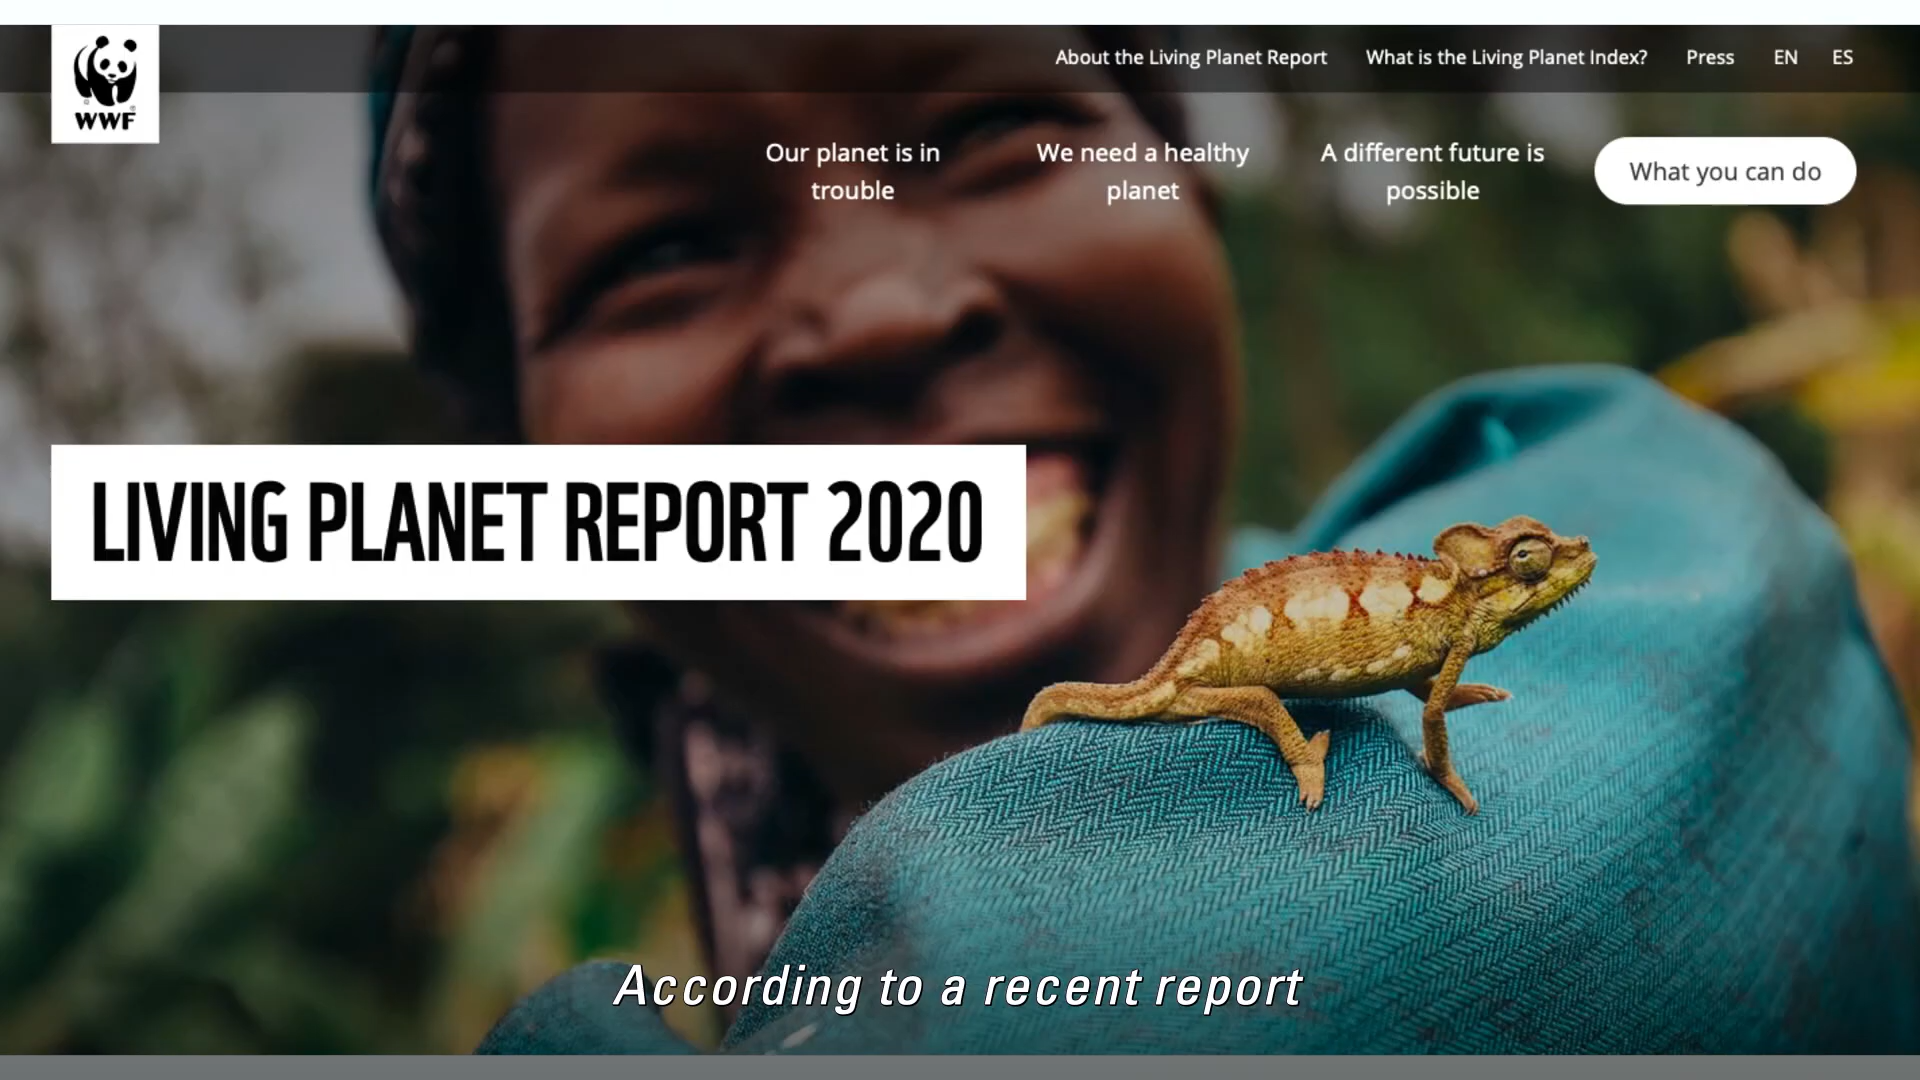 WWF
About the Living Planet Report
What is the Living Planet Index?
Press
EN
ES
Our planet is in
trouble
We need a healthy
planet
A different future is
possible
What you can do
LIVING PLANET REPORT 2020
According to a recent report